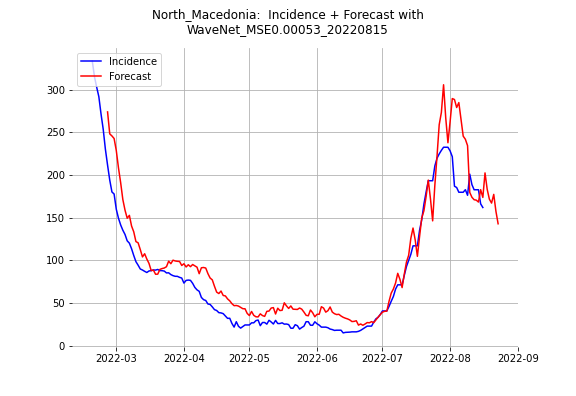 North_Macedonia:  Incidence + Forecast with
WaveNet_MSE0.00053_20220815
Incidence
Forecast
300
250
200
150
100
50
0
2022-03 2022-04 2022-05 2022-06 2022-07 2022-08 2022-09